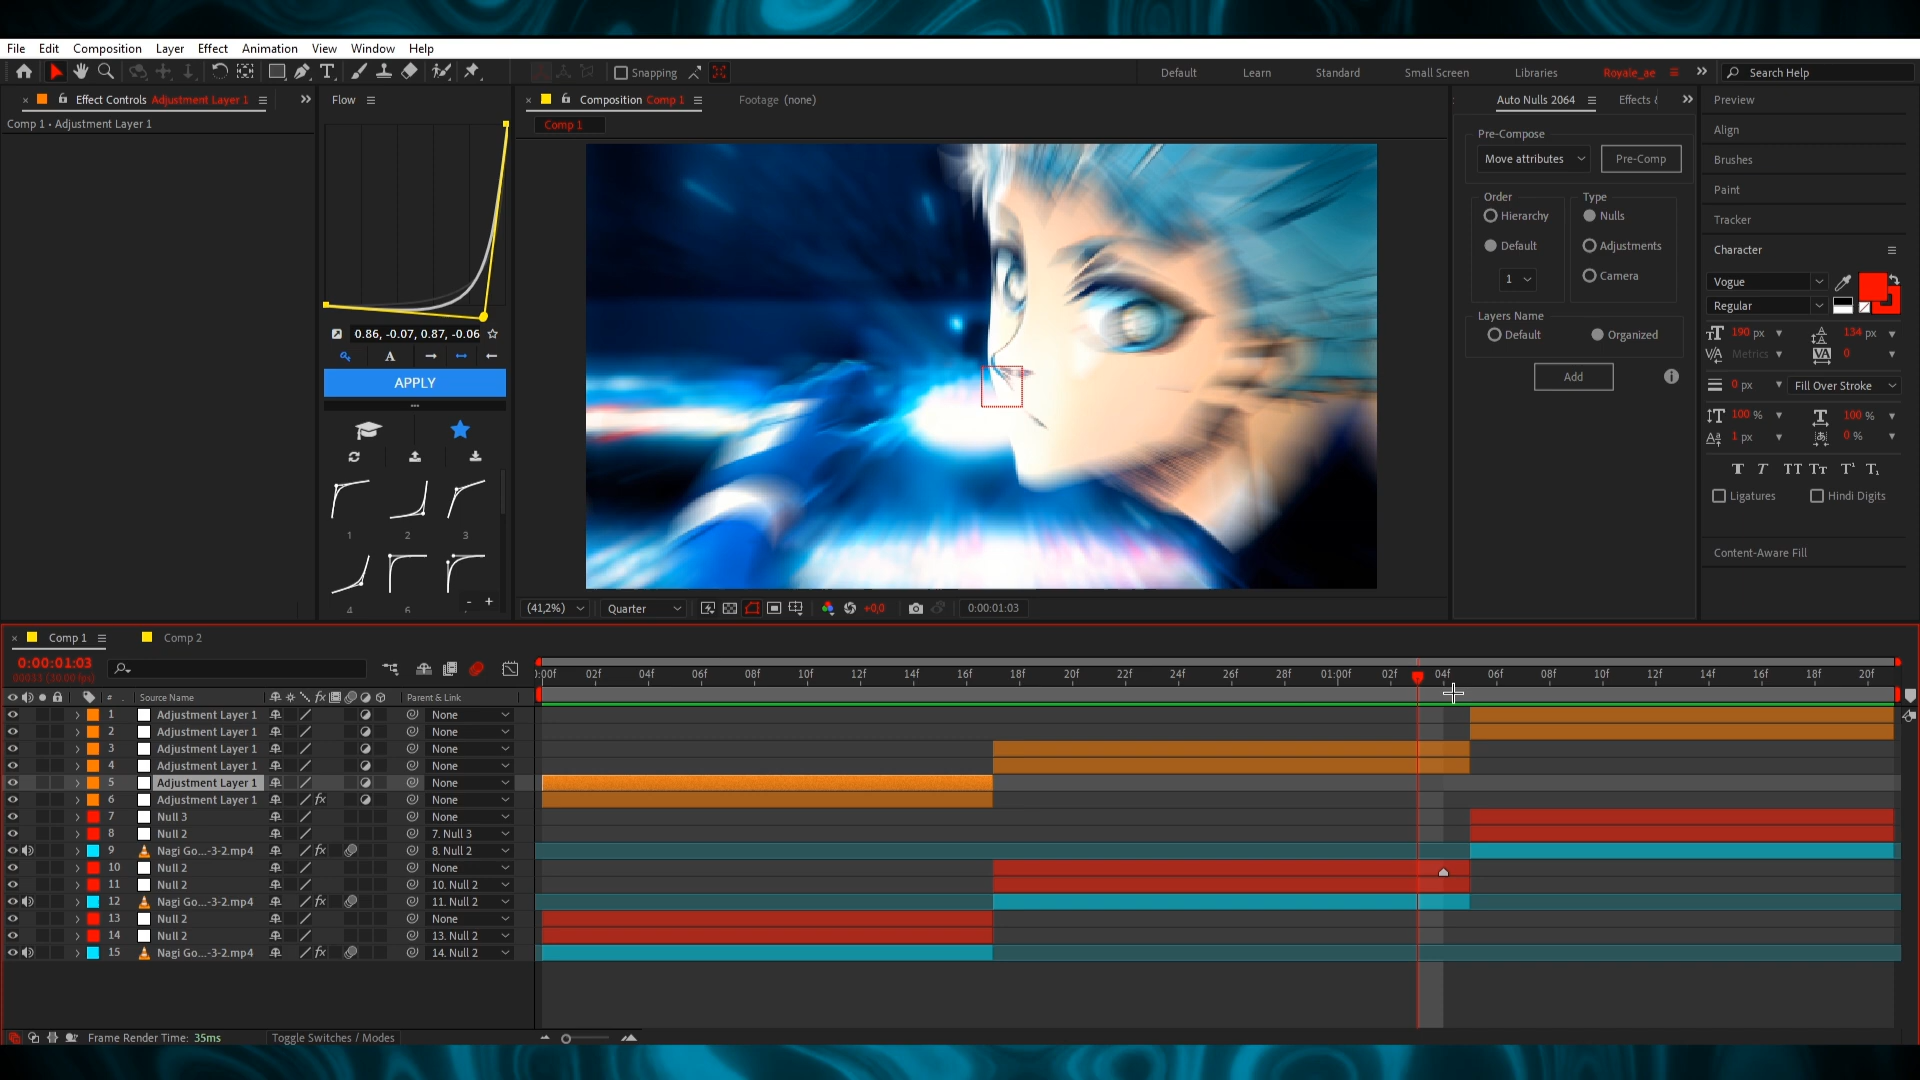 File Edit Composition Layer Effect Animation View Window Help
Snapping
Default Learn Standard Small Screen Libraries Royale_ae Search Help
Effect Controls Adjustment Layer 1
Flow
Composition Comp 1
Footage (none)
Auto Nulls 2064
Effects
Preview
Comp 1 • Adjustment Layer 1
Comp 1
Align
Brushes
Paint
Tracker
Character
Pre-Compose
Move attributes Pre-Comp
Order Type
Hierarchy Nulls
Default Adjustments
1 Camera
Layers Name
Default Organized
Add
Vogue
Regular
190 px 134 px
Metrics 0
0 px Fill Over Stroke
100 % 100 %
1 px 0 %
T T TT Tт T¹ T₁
Ligatures Hindi Digits
Content-Aware Fill
0.86, -0.07, 0.87, -0.06
A
APPLY
1 2 3
4 6
- +
(41,2%) Quarter +0,0 0:00:01:03
Comp 1 Comp 2
0:00:01:03
:00f 02f 04f 06f 08f 10f 12f 14f 16f 18f 20f 22f 24f 26f 28f 01:00f 02f 04f 06f 08f 10f 12f 14f 16f 18f 20f
# Source Name fx Parent & Link
1 Adjustment Layer 1 None
2 Adjustment Layer 1 None
3 Adjustment Layer 1 None
4 Adjustment Layer 1 None
5 Adjustment Layer 1 None
6 Adjustment Layer 1 fx None
7 Null 3 None
8 Null 2 7. Null 3
9 Nagi Go...-3-2.mp4 fx 8. Null 2
10 Null 2 None
11 Null 2 10. Null 2
12 Nagi Go...-3-2.mp4 fx 11. Null 2
13 Null 2 None
14 Null 2 13. Null 2
15 Nagi Go...-3-2.mp4 fx 14. Null 2
Frame Render Time: 35ms Toggle Switches / Modes